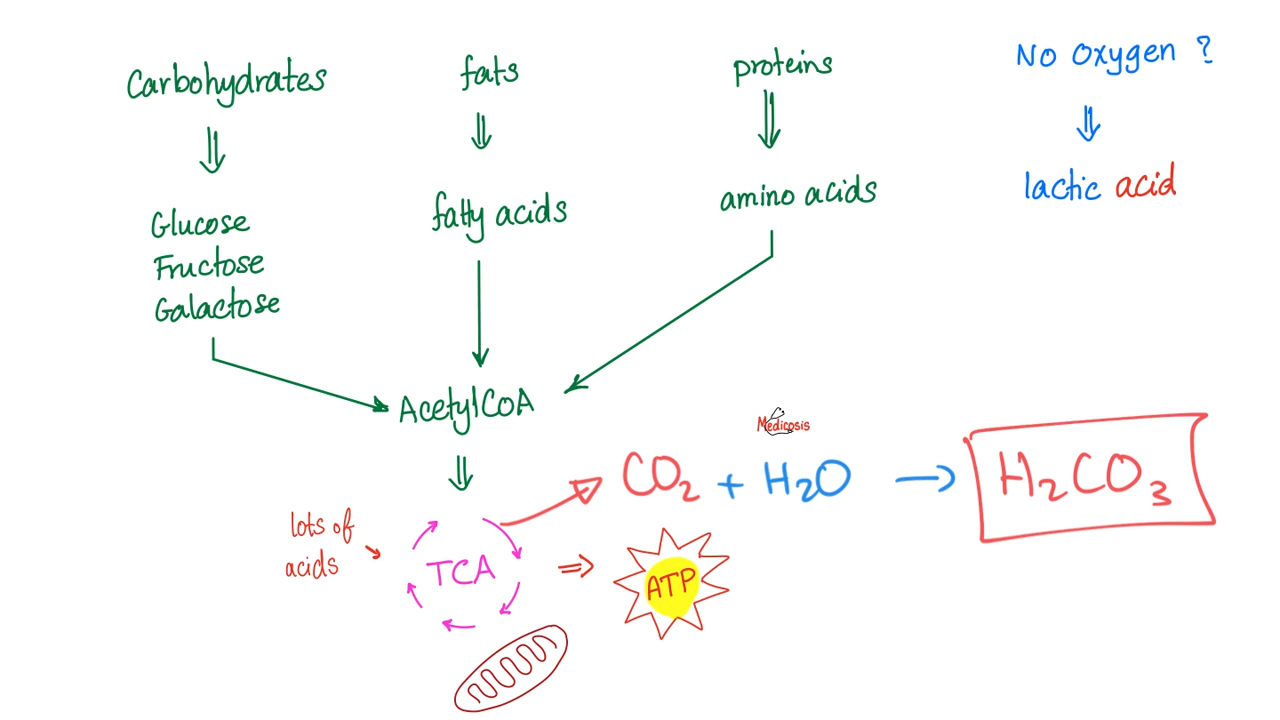 Carbohydrates
Glucose
Fructose
Galactose
fats
fatty acids
proteins
amino acids
No Oxygen ?
lactic acid
AcetylCoA
Medicosis
CO2 + H2O → H2CO3
lots of
acids
TCA
ATP